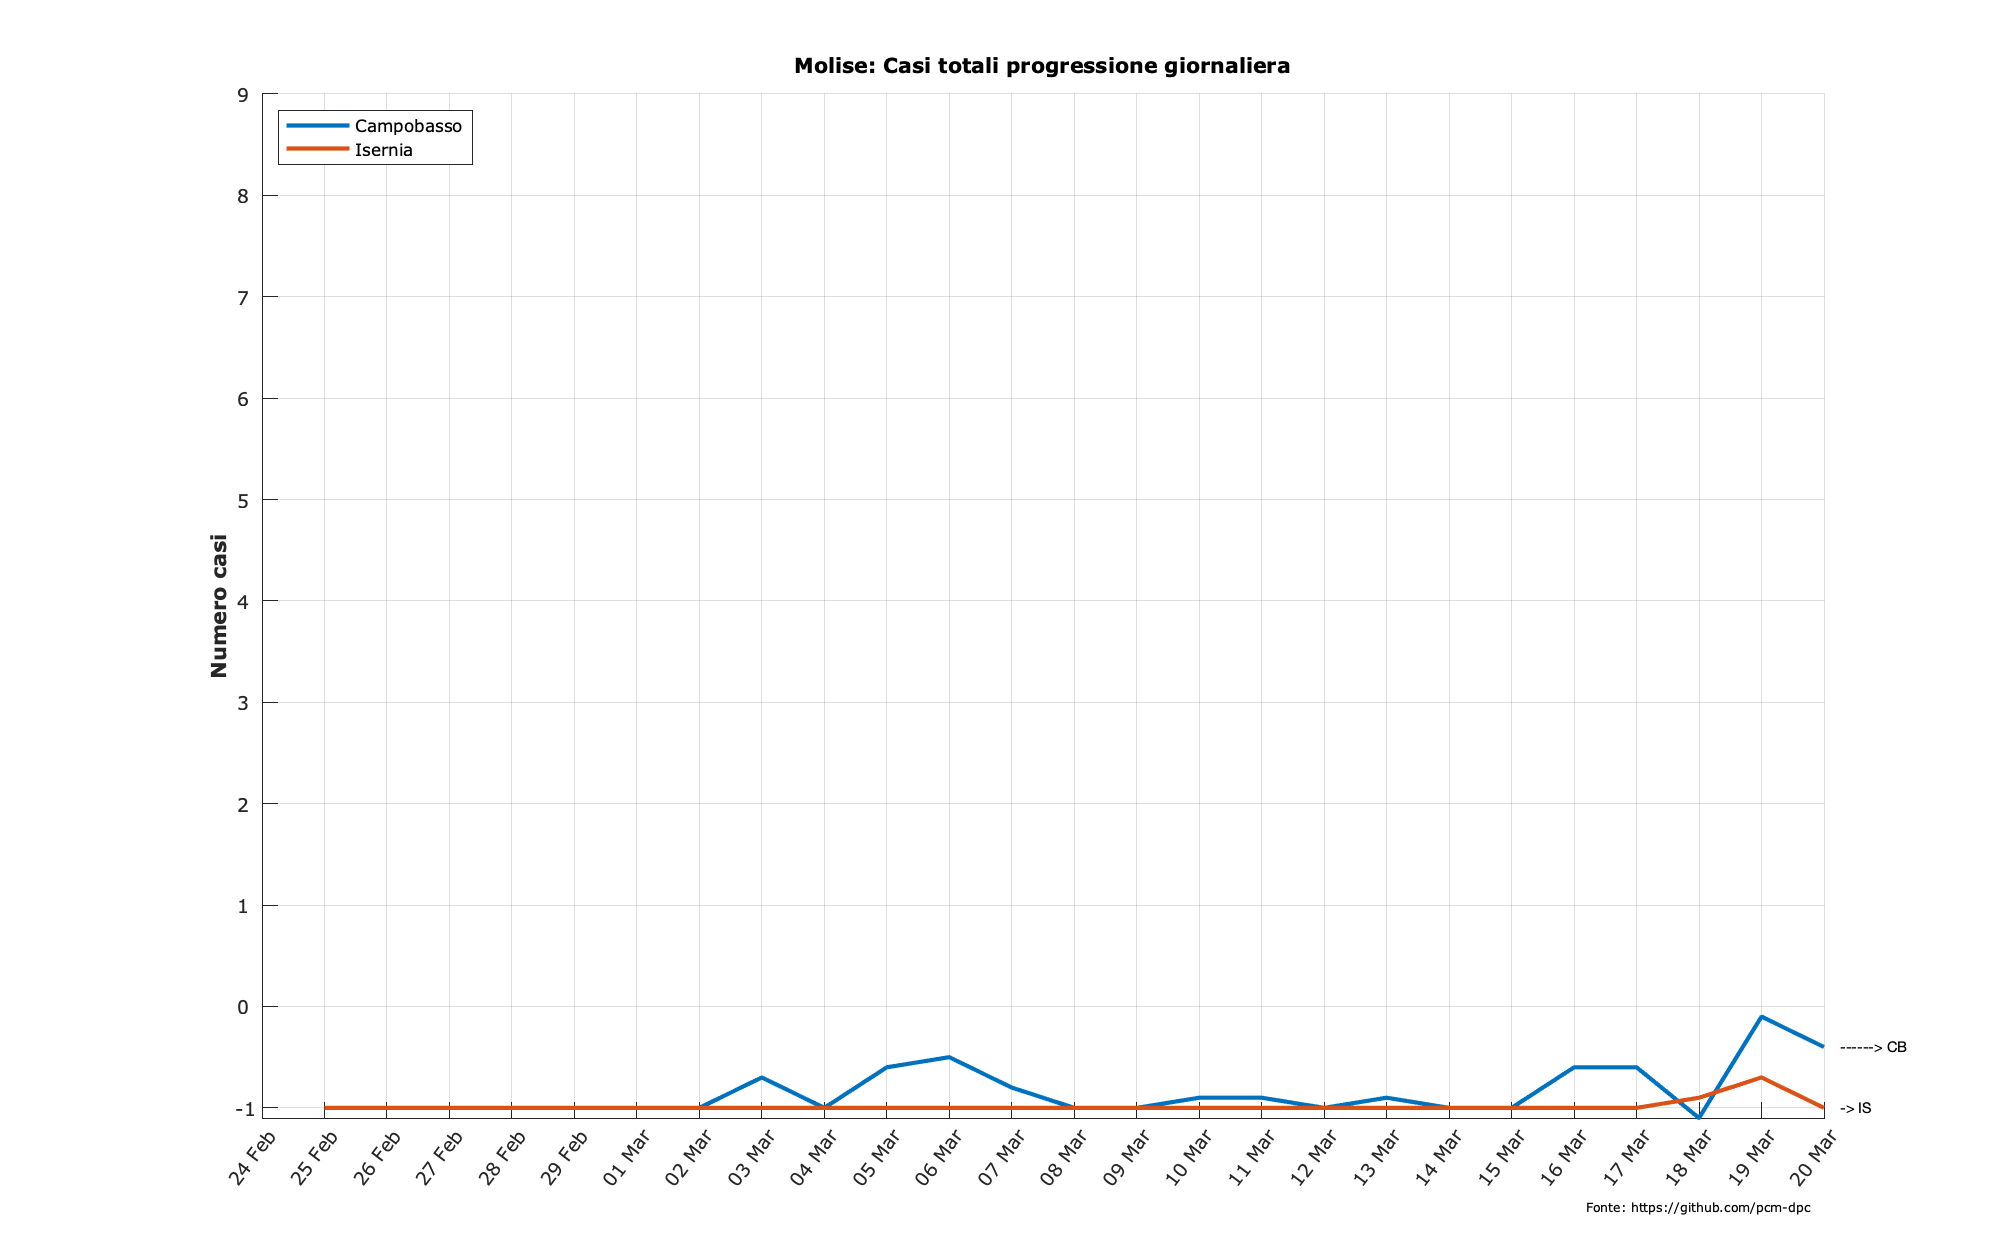 Molise: Casi totali progressione giornaliera
Campobasso
Isernia
Numero casi
9
8
7
6
5
4
3
2
1
0
-1
------> CB
-> IS
24 Feb
25 Feb
26 Feb
27 Feb
28 Feb
29 Feb
01 Mar
02 Mar
03 Mar
04 Mar
05 Mar
06 Mar
07 Mar
08 Mar
09 Mar
10 Mar
11 Mar
12 Mar
13 Mar
14 Mar
15 Mar
16 Mar
17 Mar
18 Mar
19 Mar
20 Mar
Fonte: https://github.com/pcm-dpc